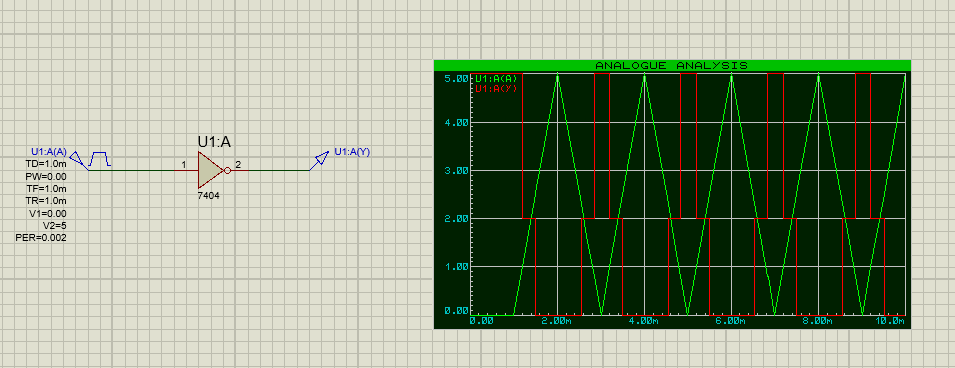 U1:A(A)
TD=1.0m
PW=0.00
TF=1.0m
TR=1.0m
V1=0.00
V2=5
PER=0.002
U1:A
1
2
7404
U1:A(Y)
ANALOGUE ANALYSIS
U1:A(A)
U1:A(Y)
5.00
4.00
3.00
2.00
1.00
0.00
0.00 2.00m 4.00m 6.00m 8.00m 10.0m